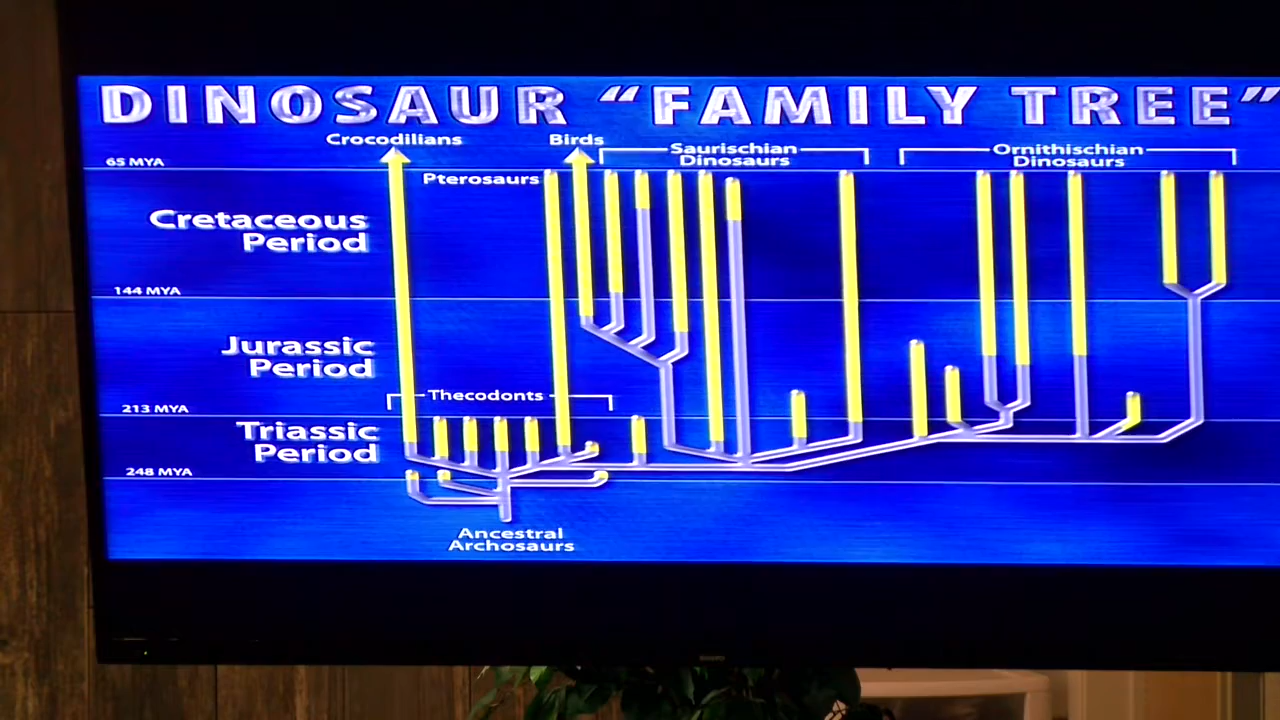 DINOSAUR “FAMILY TREE”
Crocodilians
Birds
Saurischian
Dinosaurs
Ornithischian
Dinosaurs
65 MYA
Pterosaurs
Cretaceous
Period
144 MYA
Jurassic
Period
Thecodonts
213 MYA
Triassic
Period
248 MYA
Ancestral
Archosaurs